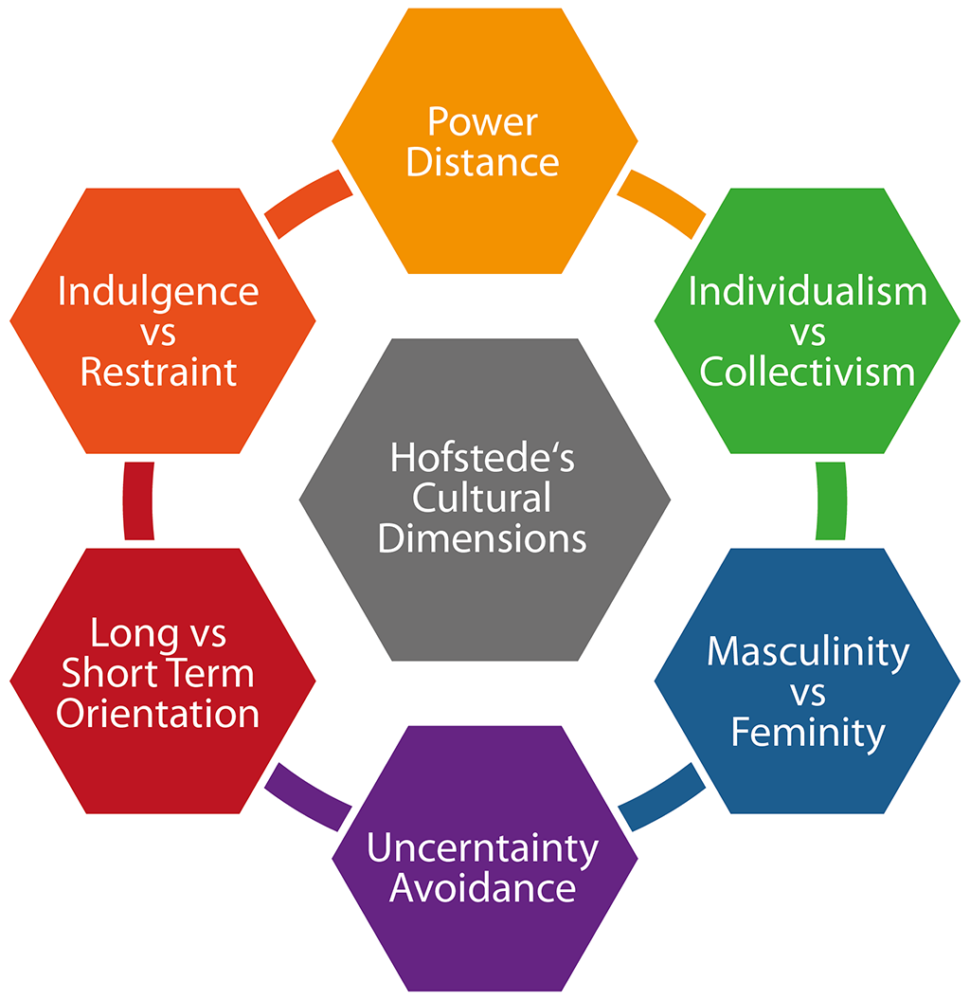 Power
Distance
Individualism
vs
Collectivism
Masculinity
vs
Feminity
Uncerntainty
Avoidance
Long vs
Short Term
Orientation
Indulgence
vs
Restraint
Hofstede‘s
Cultural
Dimensions